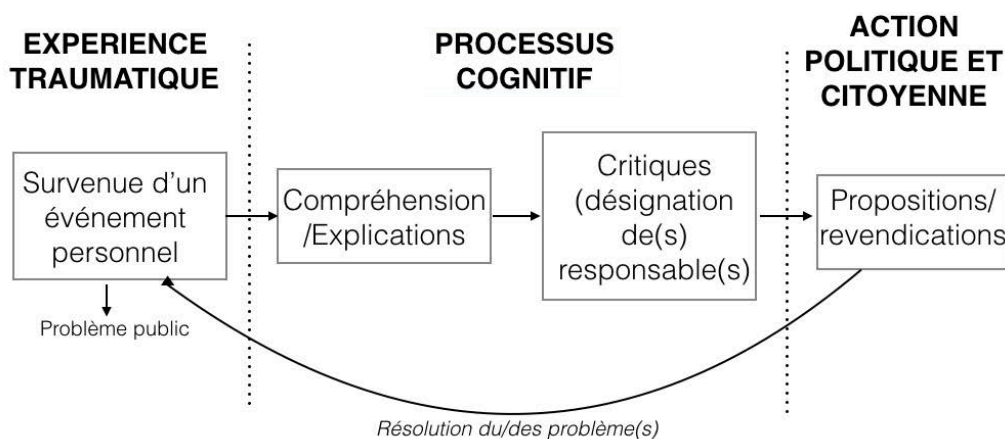 EXPERIENCE
TRAUMATIQUE
PROCESSUS
COGNITIF
ACTION
POLITIQUE ET
CITOYENNE
Survenue d'un
événement
personnel
Compréhension
/Explications
Critiques
(désignation
de(s)
responsable(s)
Propositions/
revendications
Problème public
Résolution du/des problème(s)